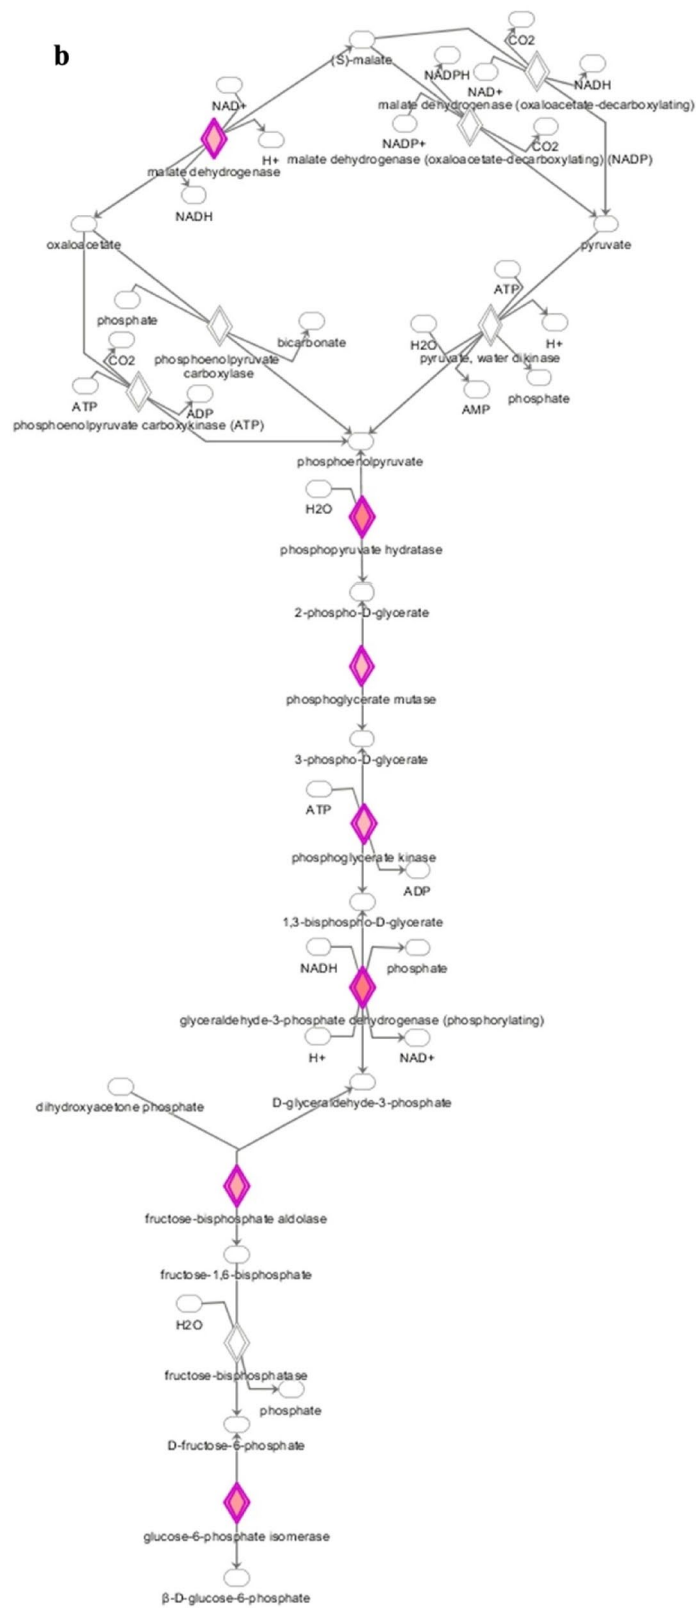 b
CO2
(S)-malate
NADPH
NAD+
NADH
malate dehydrogenase (oxaloacetate-decarboxylating)
NAD+
NADP+
CO2
H+
malate dehydrogenase (oxaloacetate-decarboxylating) (NADP)
malate dehydrogenase
NADH
oxaloacetate
pyruvate
ATP
phosphate
bicarbonate
H2O
H+
CO2
phosphoenolpyruvate
carboxylase
pyruvate, water dikinase
ATP
ADP
AMP
phosphate
phosphoenolpyruvate carboxykinase (ATP)
phosphoenolpyruvate
H2O
phosphopyruvate hydratase
2-phospho-D-glycerate
phosphoglycerate mutase
3-phospho-D-glycerate
ATP
phosphoglycerate kinase
ADP
1,3-bisphospho-D-glycerate
NADH
phosphate
glyceraldehyde-3-phosphate dehydrogenase (phosphorylating)
H+
NAD+
dihydroxyacetone phosphate
D-glyceraldehyde-3-phosphate
fructose-bisphosphate aldolase
fructose-1,6-bisphosphate
H2O
fructose-bisphosphatase
phosphate
D-fructose-6-phosphate
glucose-6-phosphate isomerase
β-D-glucose-6-phosphate